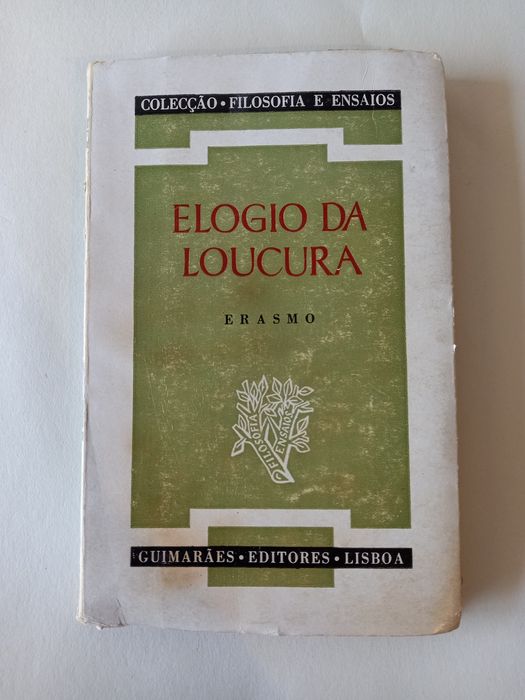 COLECÇÃO • FILOSOFIA E ENSAIOS
ELOGIO DA
LOUCURA
ERASMO
FILOSOFIA
ENSAIOS
GUIMARÃES • EDITORES • LISBOA